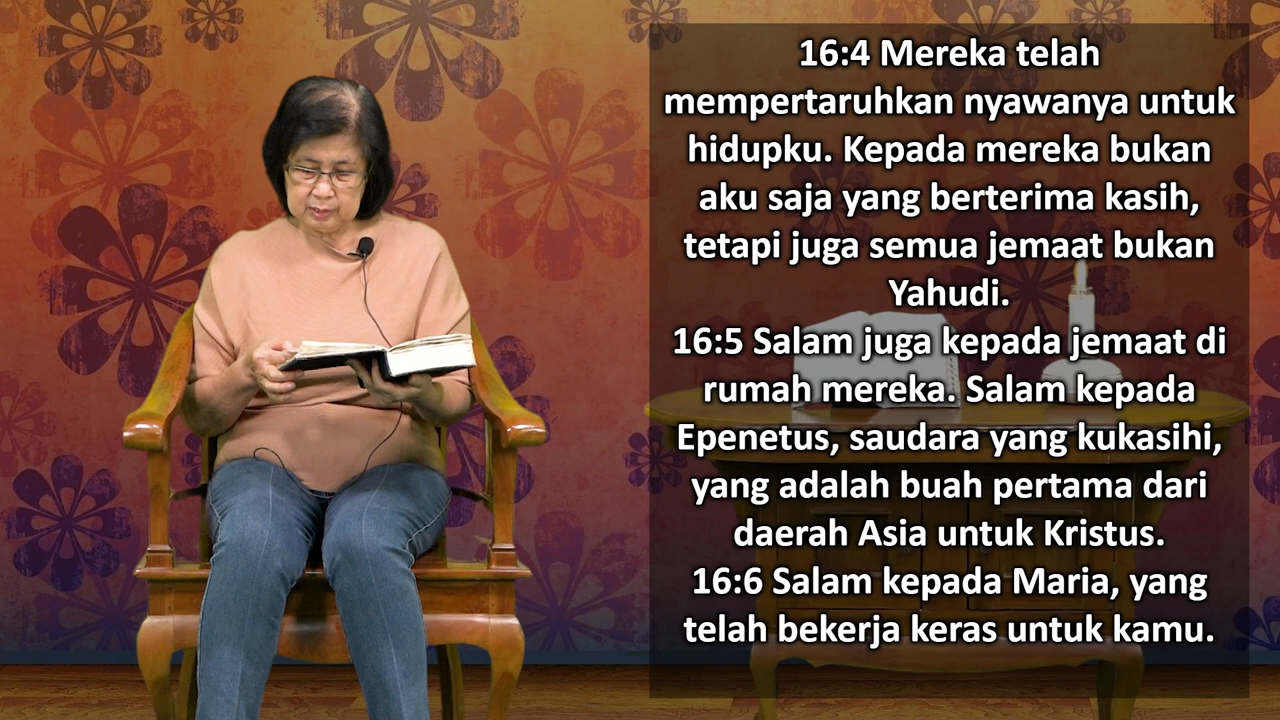 16:4 Mereka telah
mempertaruhkan nyawanya untuk
hidupku. Kepada mereka bukan
aku saja yang berterima kasih,
tetapi juga semua jemaat bukan
Yahudi.
16:5 Salam juga kepada jemaat di
rumah mereka. Salam kepada
Epenetus, saudara yang kukasihi,
yang adalah buah pertama dari
daerah Asia untuk Kristus.
16:6 Salam kepada Maria, yang
telah bekerja keras untuk kamu.